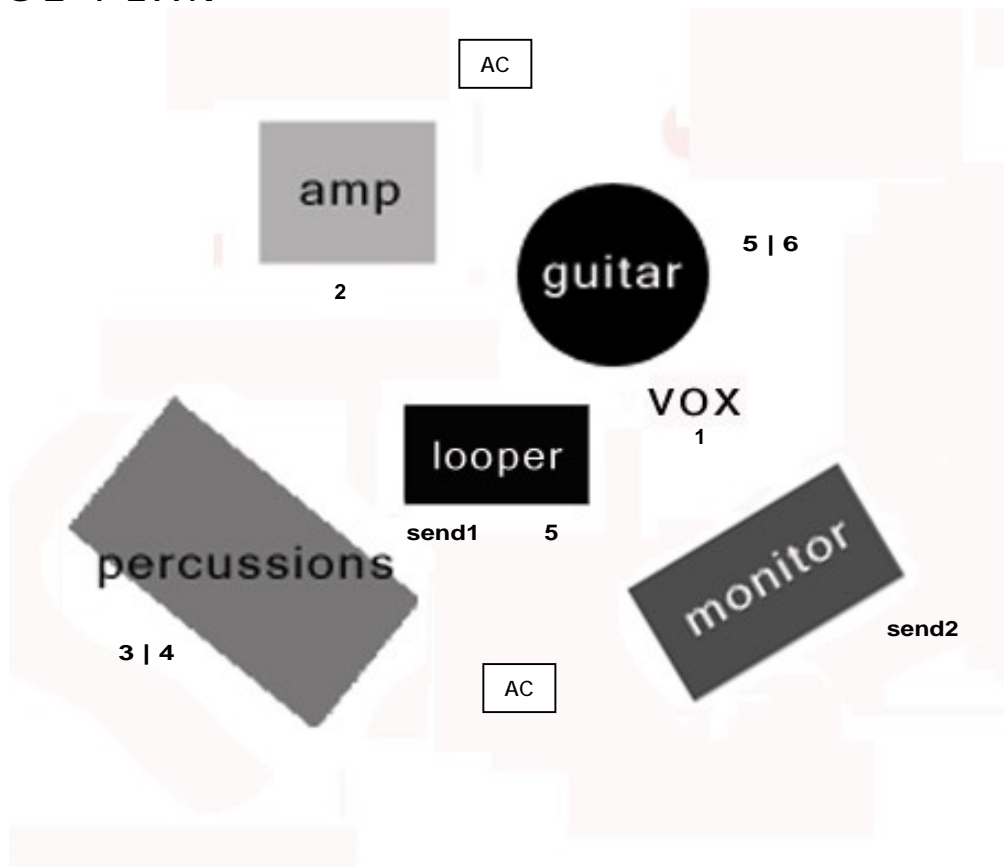 AC
amp
2
guitar
5 | 6
VOX
1
looper
send1 5
percussions
3 | 4
monitor
send2
AC